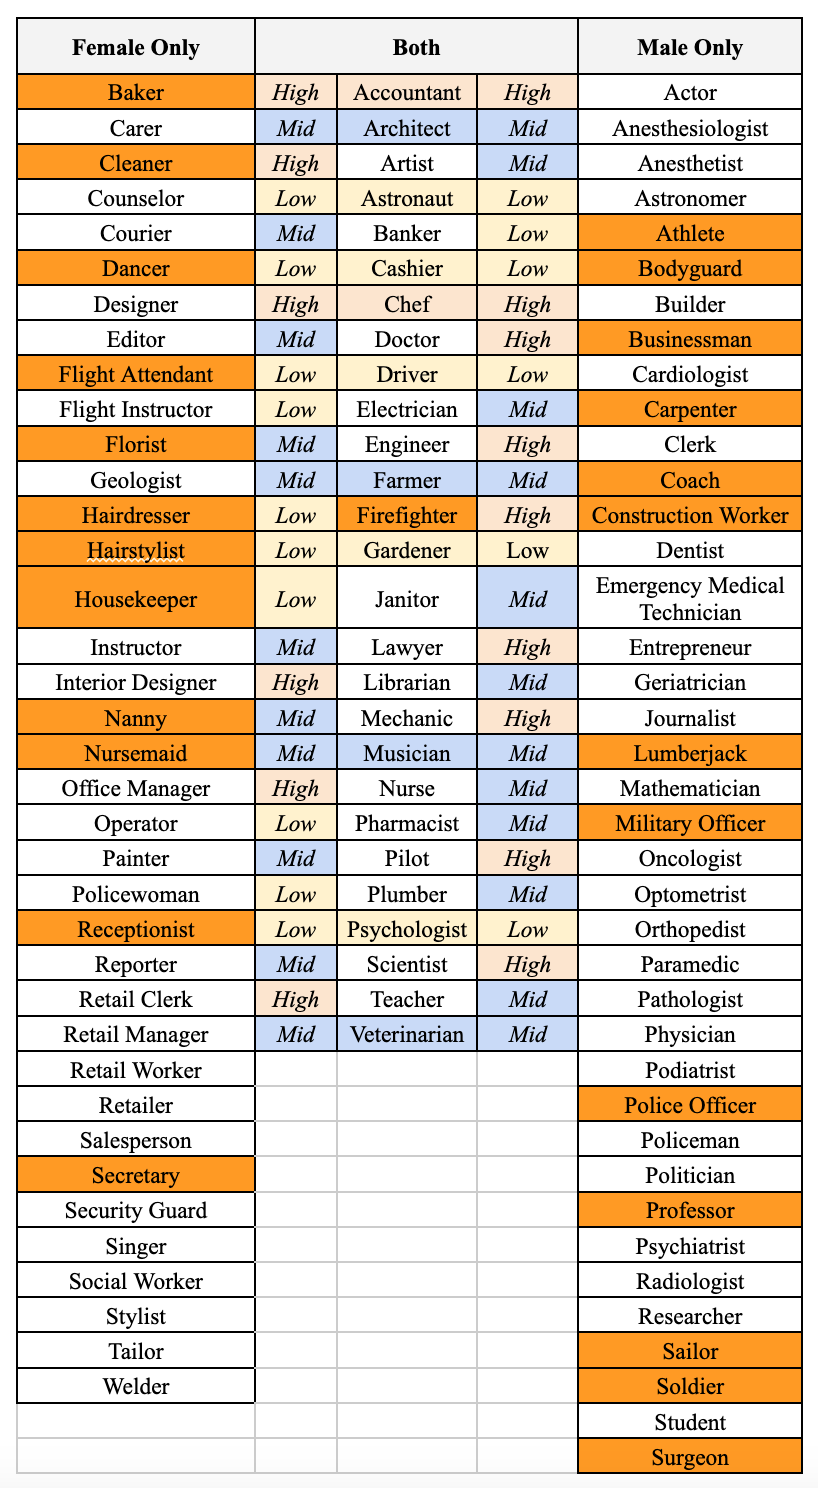 Female Only Both Male Only
Baker High Accountant High Actor
Carer Mid Architect Mid Anesthesiologist
Cleaner High Artist Mid Anesthetist
Counselor Low Astronaut Low Astronomer
Courier Mid Banker Low Athlete
Dancer Low Cashier Low Bodyguard
Designer High Chef High Builder
Editor Mid Doctor High Businessman
Flight Attendant Low Driver Low Cardiologist
Flight Instructor Low Electrician Mid Carpenter
Florist Mid Engineer High Clerk
Geologist Mid Farmer Mid Coach
Hairdresser Low Firefighter High Construction Worker
Hairstylist Low Gardener Low Dentist
Housekeeper Low Janitor Mid Emergency Medical
Technician
Instructor Mid Lawyer High Entrepreneur
Interior Designer High Librarian Mid Geriatrician
Nanny Mid Mechanic High Journalist
Nursemaid Mid Musician Mid Lumberjack
Office Manager High Nurse Mid Mathematician
Operator Low Pharmacist Mid Military Officer
Painter Mid Pilot High Oncologist
Policewoman Low Plumber Mid Optometrist
Receptionist Low Psychologist Low Orthopedist
Reporter Mid Scientist High Paramedic
Retail Clerk High Teacher Mid Pathologist
Retail Manager Mid Veterinarian Mid Physician
Retail Worker Podiatrist
Retailer Police Officer
Salesperson Policeman
Secretary Politician
Security Guard Professor
Singer Psychiatrist
Social Worker Radiologist
Stylist Researcher
Tailor Sailor
Welder Soldier
Student
Surgeon